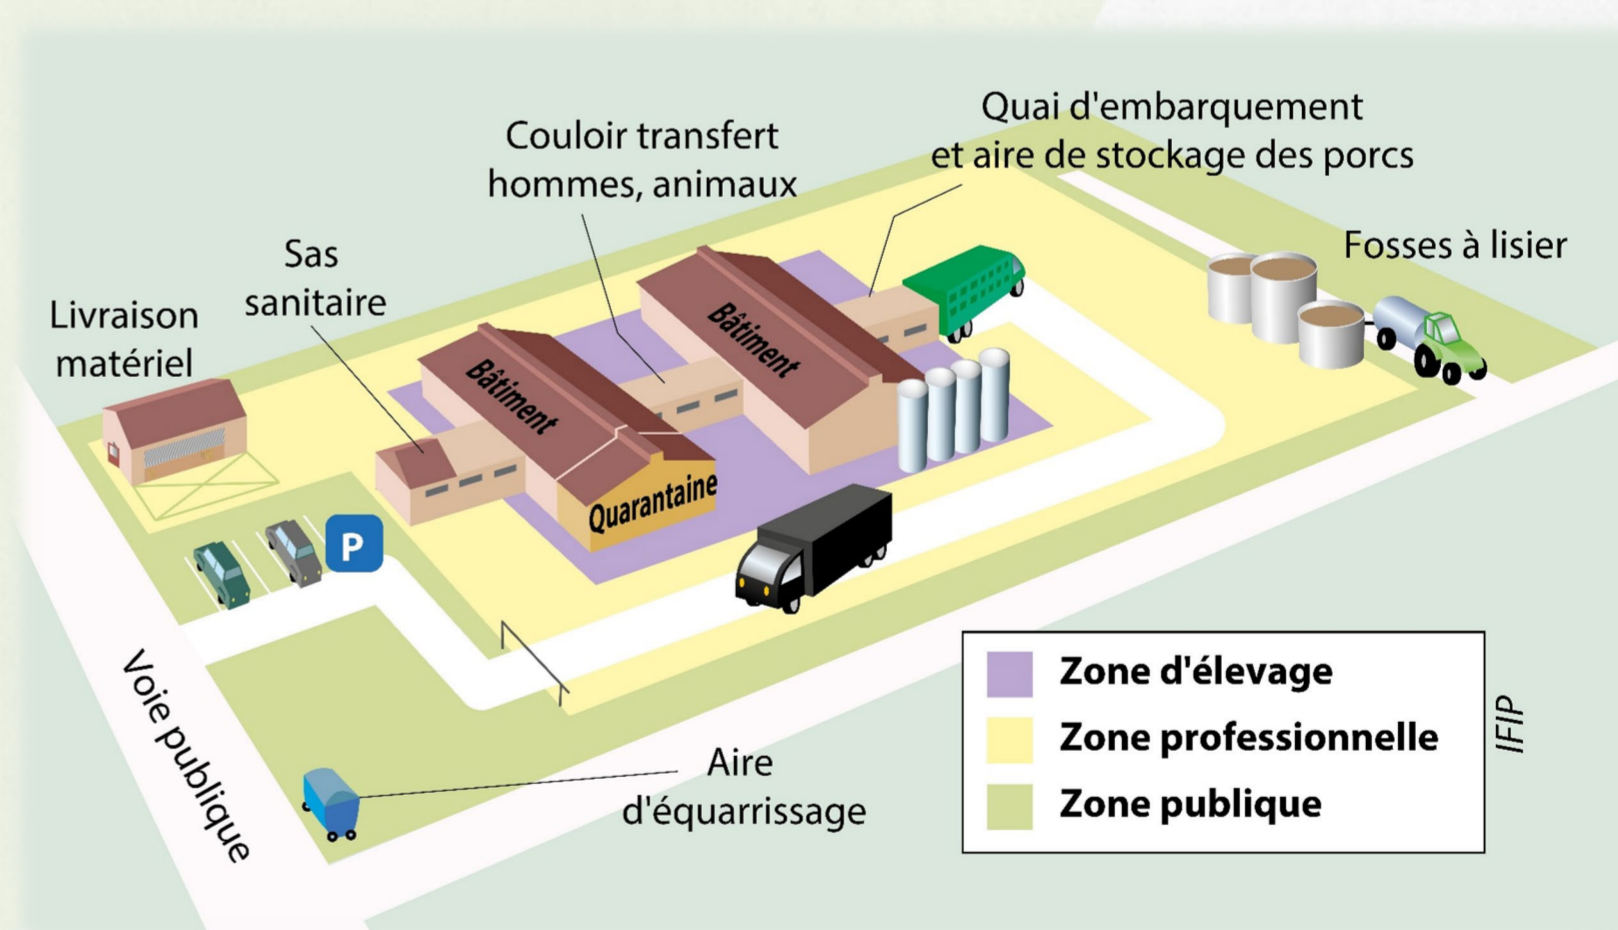 Quai d'embarquement
et aire de stockage des porcs
Couloir transfert
hommes, animaux
Fosses à lisier
Sas
sanitaire
Livraison
matériel
Bâtiment
Bâtiment
Quarantaine
P
Voie publique
Aire
d'équarrissage
Zone d'élevage
Zone professionnelle
Zone publique
IFIP